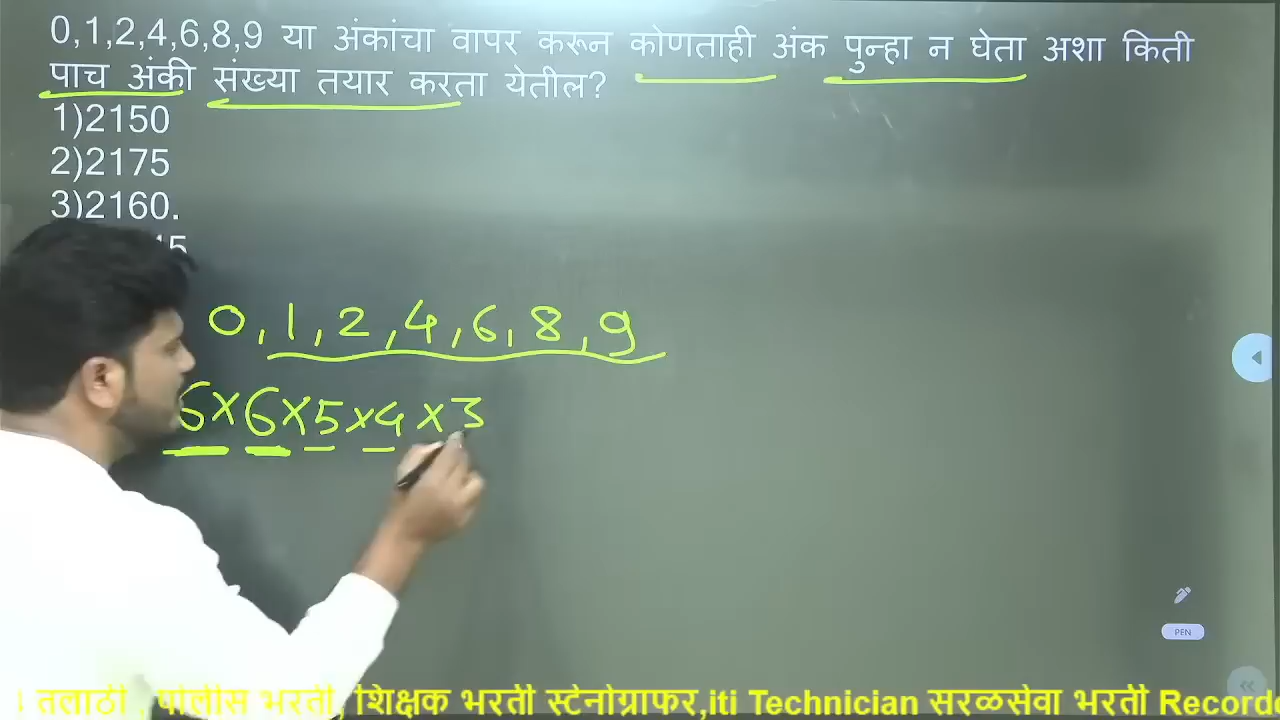 0,1,2,4,6,8,9 या अंकांचा वापर करून कोणताही अंक पुन्हा न घेता अशा किती
पाच अंकी संख्या तयार करता येतील?
1)2150
2)2175
3)2160.
0,1,2,4,6,8,9
6×6×5×4×3
PEN
तलाठी , पोलीस भरती, शिक्षक भरती स्टेनोग्राफर,iti Technician सरळसेवा भरती